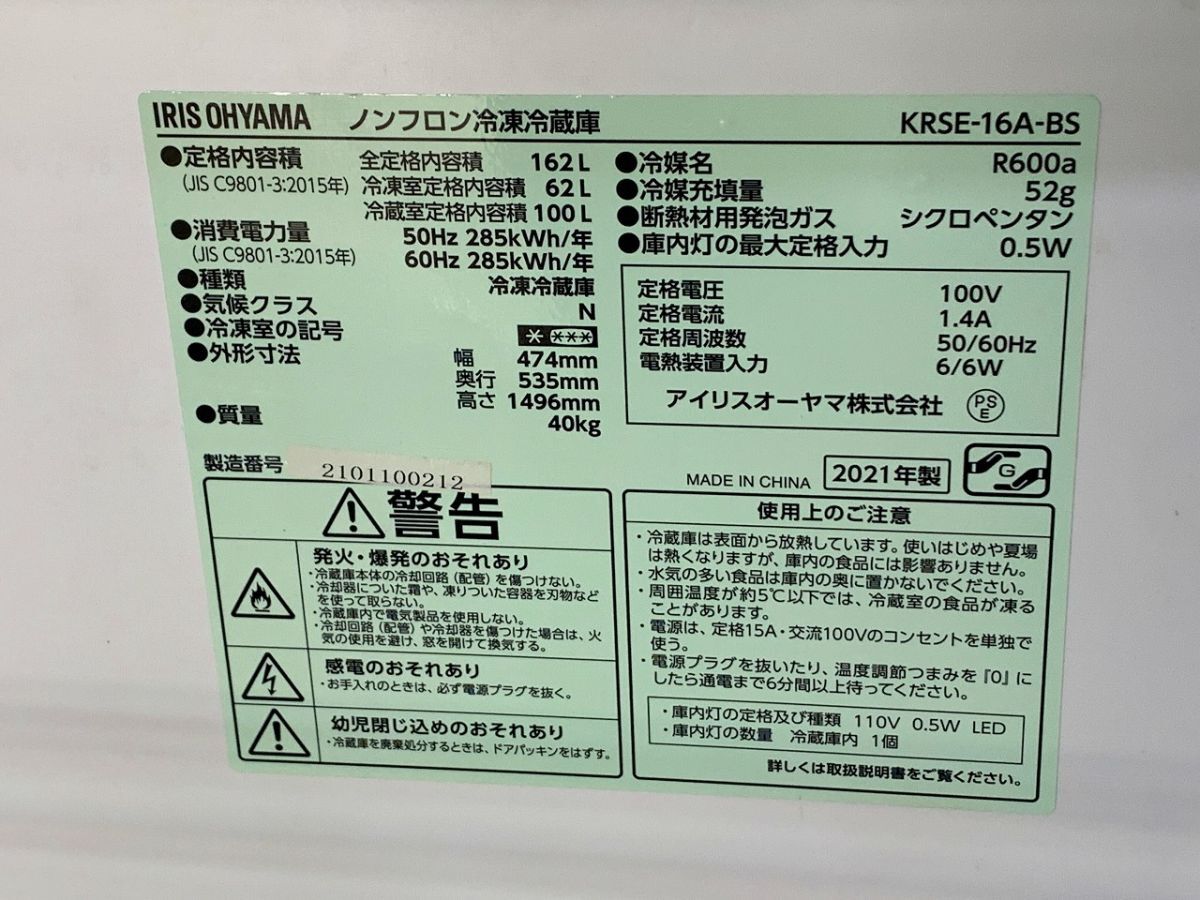 IRIS OHYAMA ノンフロン冷凍冷蔵庫 KRSE-16A-BS
●定格内容積 全定格内容積 162L
(JIS C9801-3:2015年) 冷凍室定格内容積 62L
冷蔵室定格内容積 100L
●消費電力量 50Hz 285kWh/年
(JIS C9801-3:2015年) 60Hz 285kWh/年
●種類 冷凍冷蔵庫
●気候クラス N
●冷凍室の記号 * ***
●外形寸法 幅 474mm
奥行 535mm
高さ 1496mm
●質量 40kg
製造番号 2101100212
●冷媒名 R600a
●冷媒充填量 52g
●断熱材用発泡ガス シクロペンタン
●庫内灯の最大定格入力 0.5W
定格電圧 100V
定格電流 1.4A
定格周波数 50/60Hz
電熱装置入力 6/6W
アイリスオーヤマ株式会社 PSE
MADE IN CHINA 2021年製 G
警告
発火・爆発のおそれあり
・冷蔵庫本体の冷却回路(配管)を傷つけない。
・冷却器についた霜や、凍りついた容器を刃物など
を使って取らない。
・冷蔵庫内で電気製品を使用しない。
・冷却回路(配管)や冷却器を傷つけた場合は、火
気の使用を避け、窓を開けて換気する。
感電のおそれあり
・お手入れのときは、必ず電源プラグを抜く。
幼児閉じ込めのおそれあり
・冷蔵庫を廃棄処分するときは、ドアパッキンをはずす。
使用上のご注意
・冷蔵庫は表面から放熱しています。使いはじめや夏場
は熱くなりますが、庫内の食品には影響ありません。
・水気の多い食品は庫内の奥に置かないでください。
・周囲温度が約5℃以下では、冷蔵室の食品が凍る
ことがあります。
・電源は、定格15A・交流100Vのコンセントを単独で
使う。
・電源プラグを抜いたり、温度調節つまみを『0』に
したら通電まで6分間以上待ってください。
・庫内灯の定格及び種類 110V 0.5W LED
・庫内灯の数量 冷蔵庫内 1個
詳しくは取扱説明書をご覧ください。